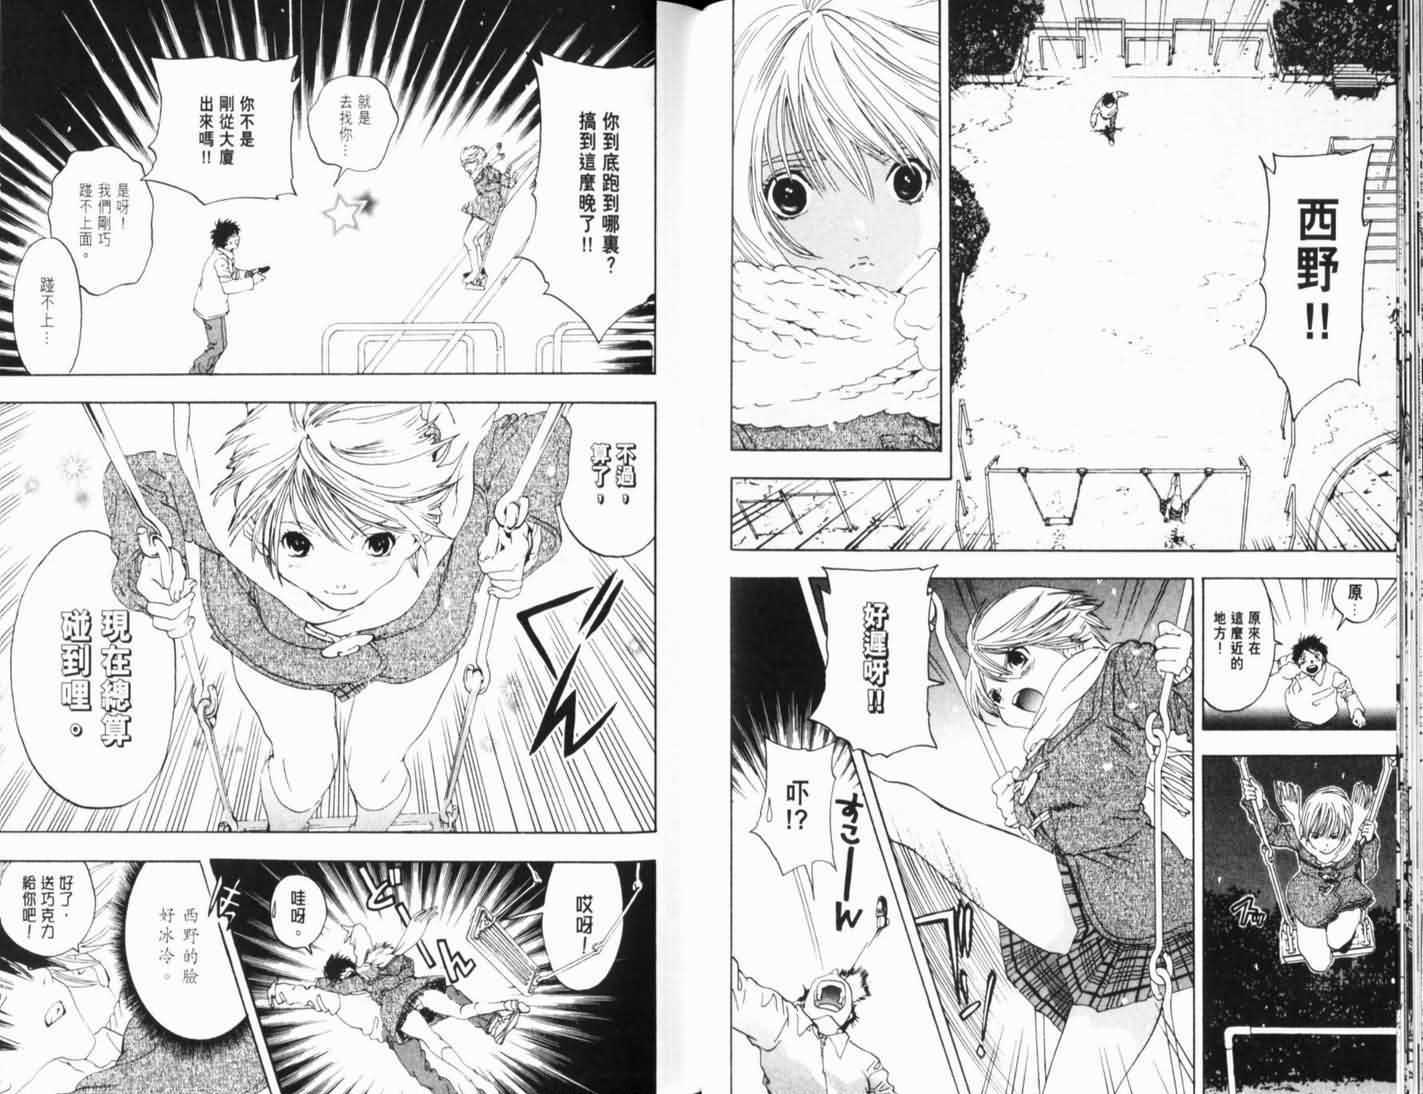 西野!!
原…
原來在
這麼近的
地方！
好遲呀!!
吓!?
すこーん
你到底跑到哪裏？
搞到這麼晚了!!
就是
去找你…
你不是
剛從大廈
出來嗎!!
是呀！
我們剛巧
踫不上面。
踫不上…
不過，
算了，
現在總算
碰到哩。
哎呀！
哇呀。
西野的臉
好冰冷。
好了，
送巧克力
給你吧！